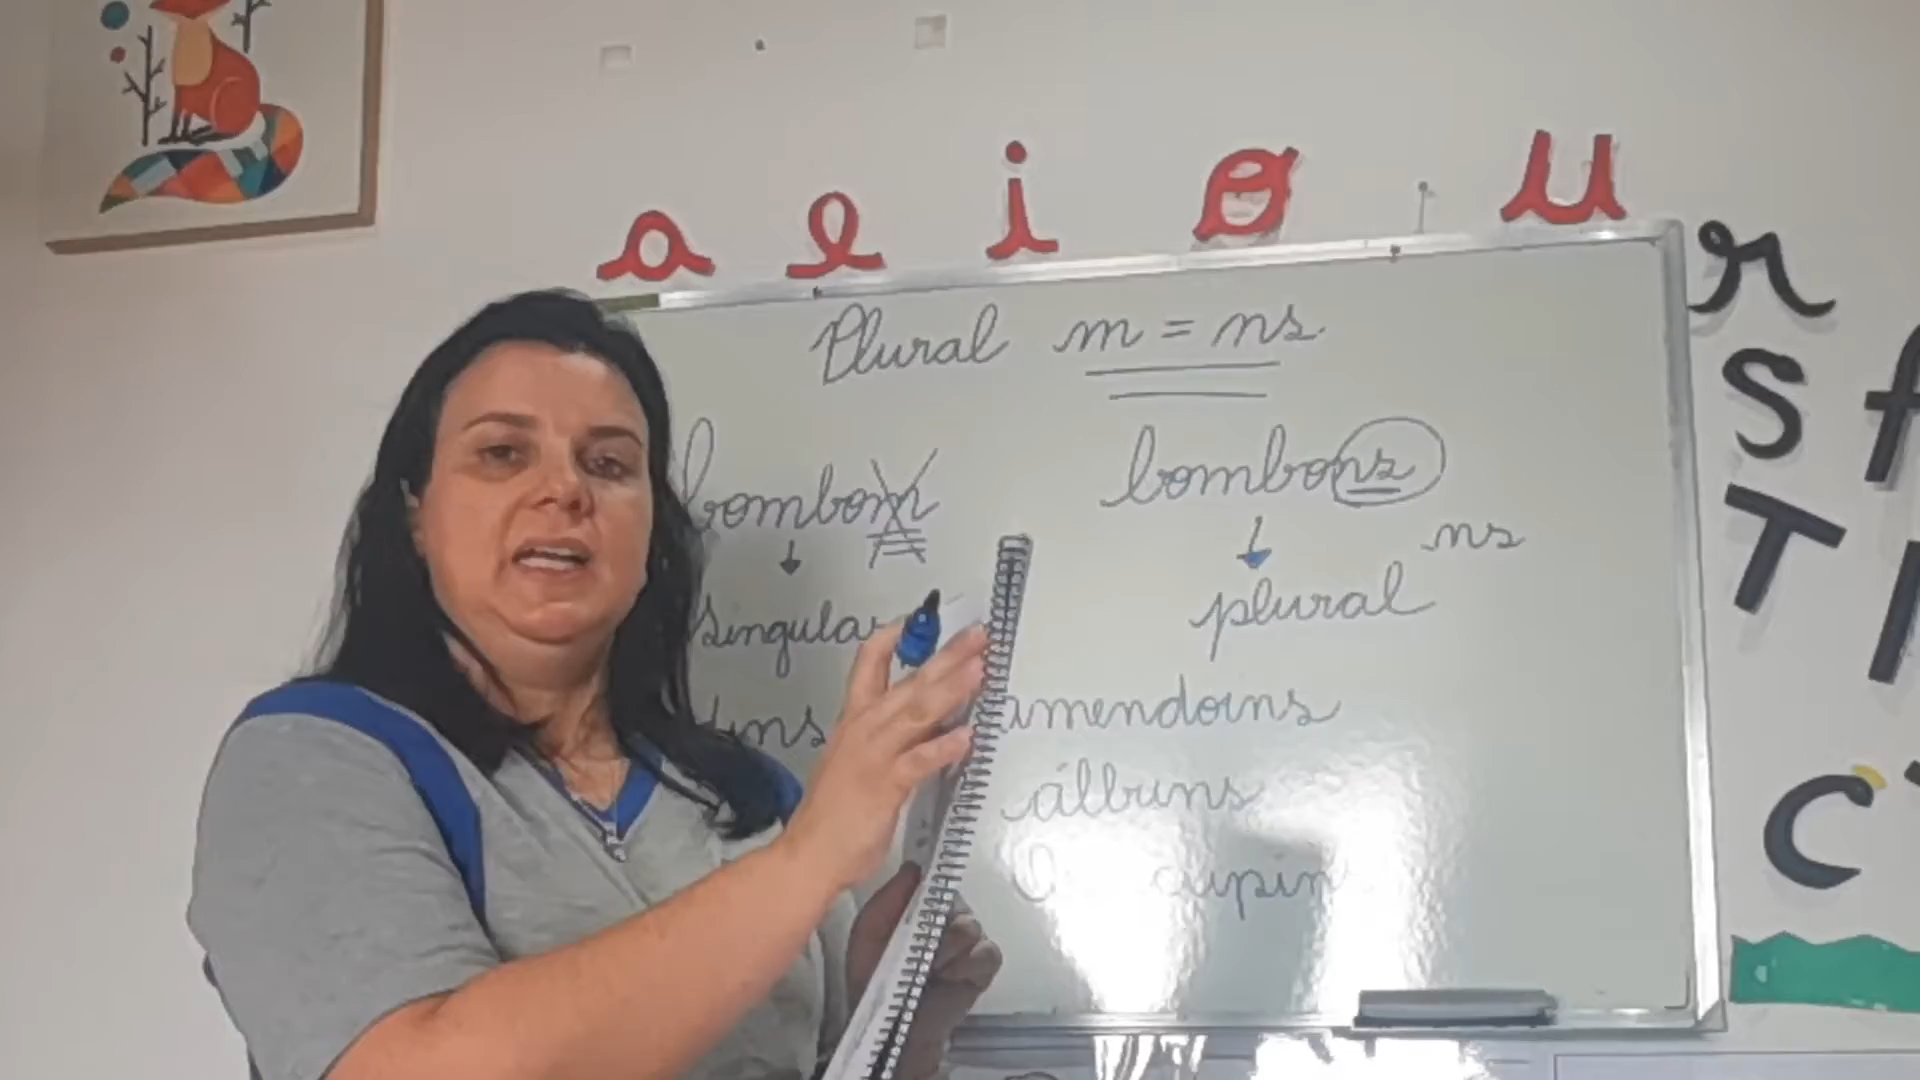 a e i o u
Plural m = ns
bombom bombons
ns
singular plural
amendoins
álbuns
r
S f
T
C